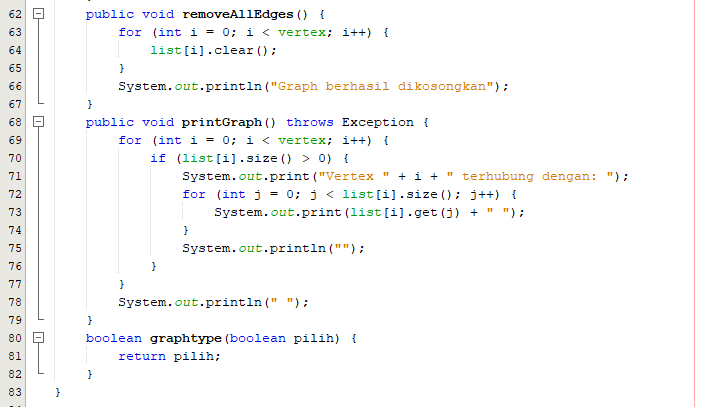 62 public void removeAllEdges() {
63 for (int i = 0; i < vertex; i++) {
64 list[i].clear();
65 }
66 System.out.println("Graph berhasil dikosongkan");
67 }
68 public void printGraph() throws Exception {
69 for (int i = 0; i < vertex; i++) {
70 if (list[i].size() > 0) {
71 System.out.print("Vertex " + i + " terhubung dengan: ");
72 for (int j = 0; j < list[i].size(); j++) {
73 System.out.print(list[i].get(j) + " ");
74 }
75 System.out.println("");
76 }
77 }
78 System.out.println(" ");
79 }
80 boolean graphtype(boolean pilih) {
81 return pilih;
82 }
83 }